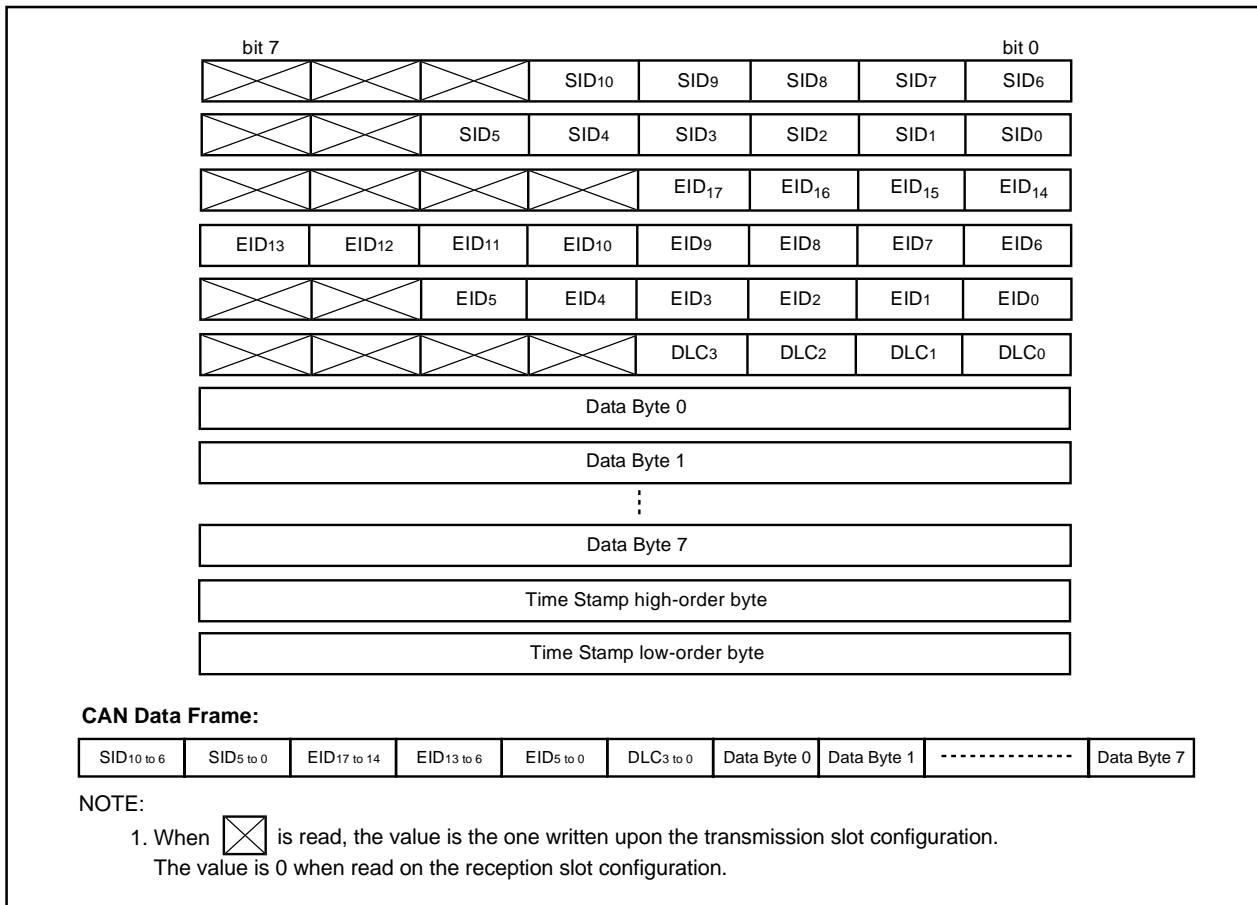 bit 7 bit 0
SID10 SID9 SID8 SID7 SID6
SID5 SID4 SID3 SID2 SID1 SID0
EID17 EID16 EID15 EID14
EID13 EID12 EID11 EID10 EID9 EID8 EID7 EID6
EID5 EID4 EID3 EID2 EID1 EID0
DLC3 DLC2 DLC1 DLC0
Data Byte 0
Data Byte 1
Data Byte 7
Time Stamp high-order byte
Time Stamp low-order byte
CAN Data Frame:
SID10 to 6 SID5 to 0 EID17 to 14 EID13 to 6 EID5 to 0 DLC3 to 0 Data Byte 0 Data Byte 1 Data Byte 7
NOTE:
1. When is read, the value is the one written upon the transmission slot configuration.
The value is 0 when read on the reception slot configuration.